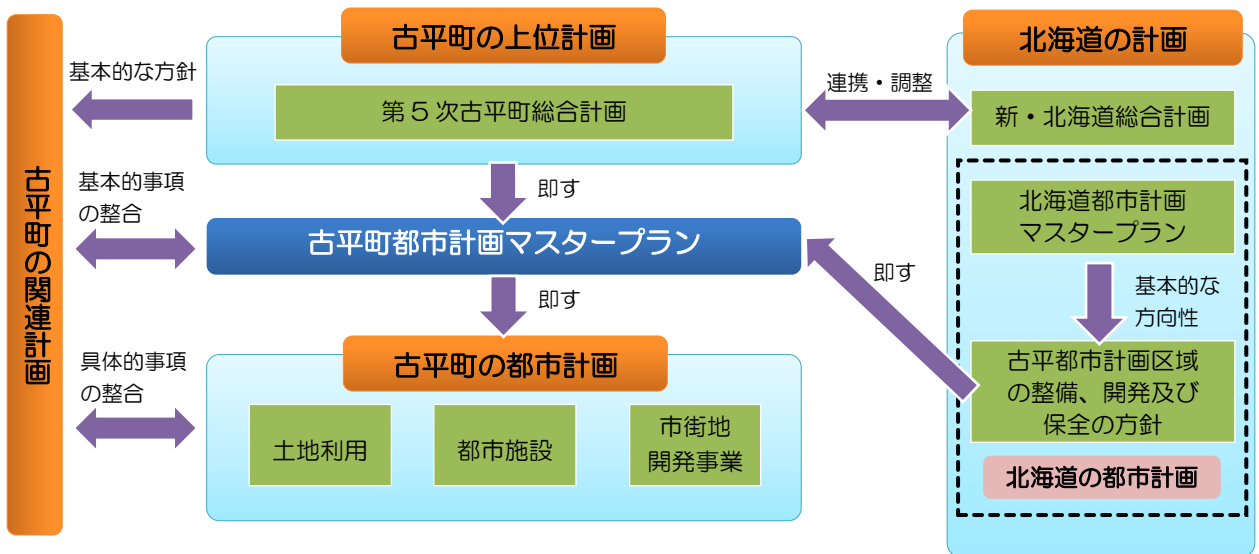 古平町の上位計画
北海道の計画
基本的な方針
連携・調整
第5次古平町総合計画
新・北海道総合計画
古平町の関連計画
基本的事項
の整合
即す
北海道都市計画
マスタープラン
古平町都市計画マスタープラン
即す
即す
基本的な
方向性
古平町の都市計画
具体的事項
の整合
古平都市計画区域
の整備、開発及び
保全の方針
土地利用
都市施設
市街地
開発事業
北海道の都市計画